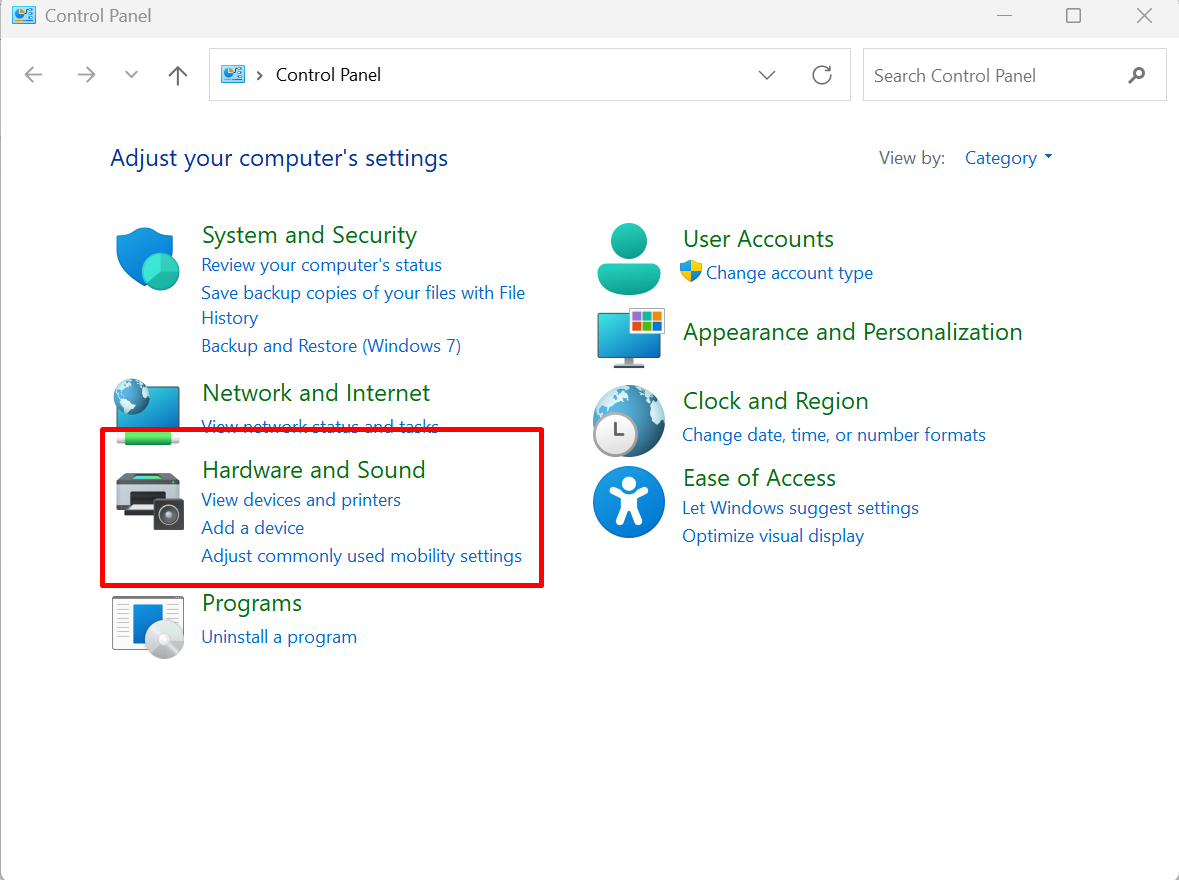 Control Panel
Control Panel
Search Control Panel
Adjust your computer's settings
View by: Category
System and Security
Review your computer's status
Save backup copies of your files with File
History
Backup and Restore (Windows 7)
Network and Internet
View network status and tasks
Hardware and Sound
View devices and printers
Add a device
Adjust commonly used mobility settings
Programs
Uninstall a program
User Accounts
Change account type
Appearance and Personalization
Clock and Region
Change date, time, or number formats
Ease of Access
Let Windows suggest settings
Optimize visual display